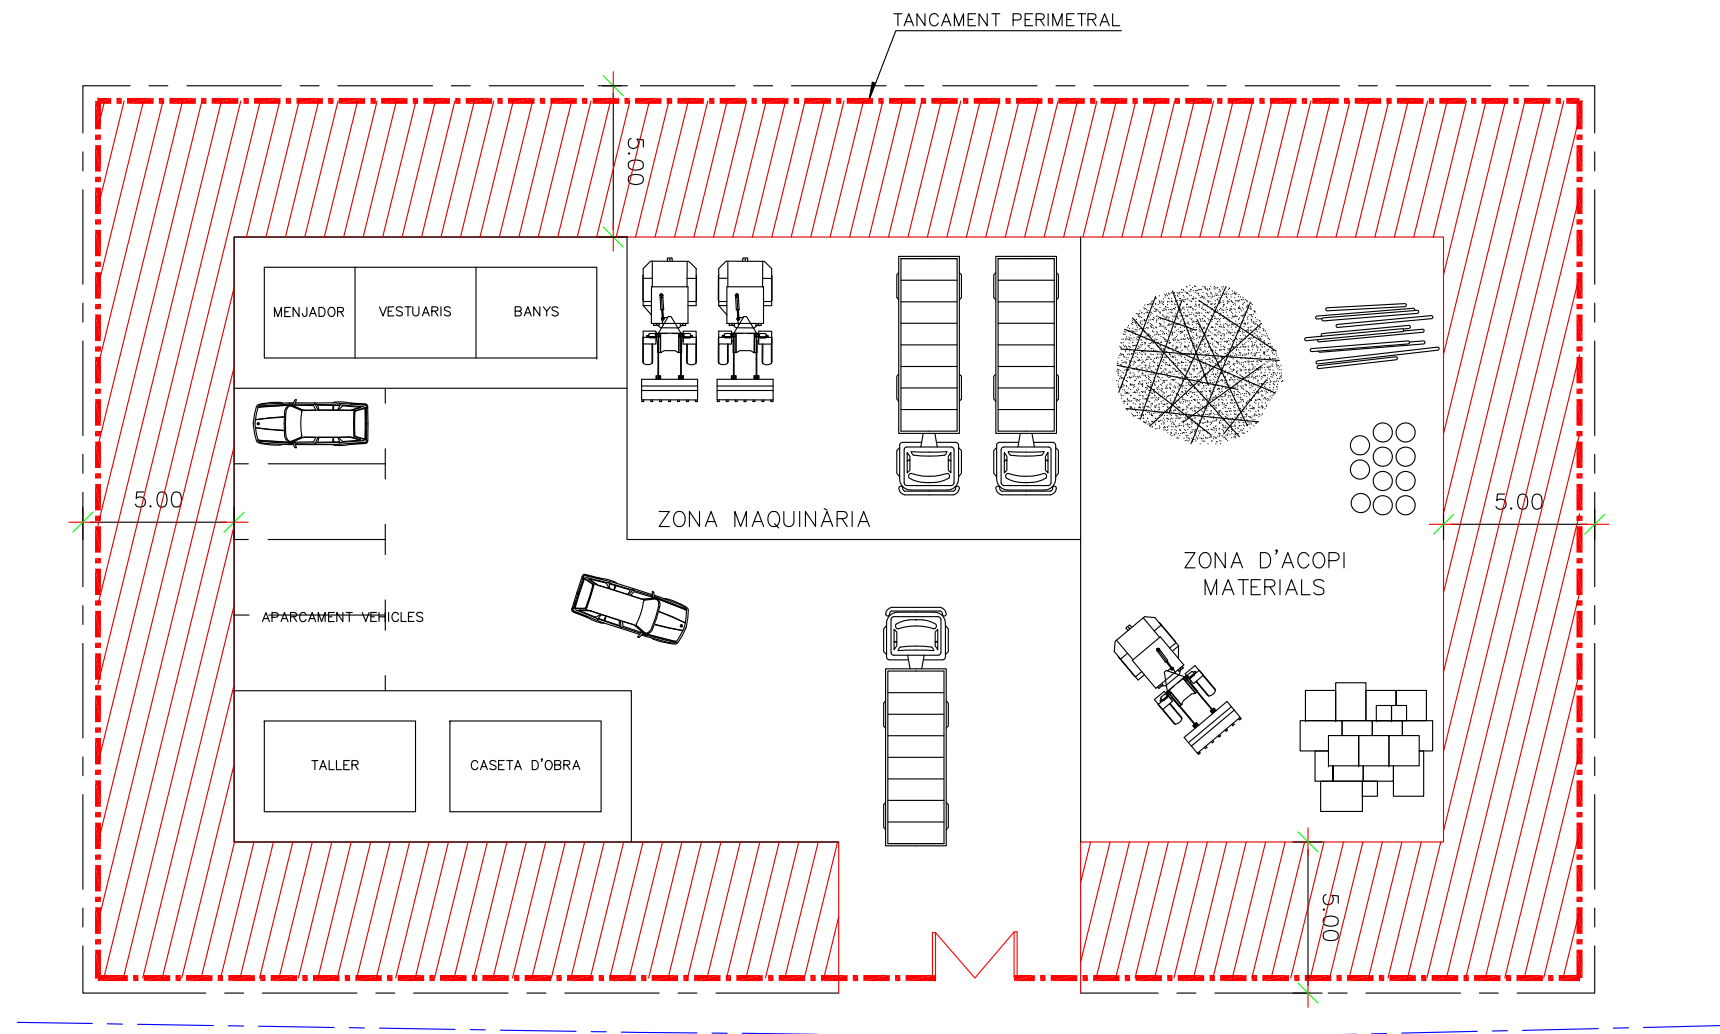 TANCAMENT PERIMETRAL
5.00
MENJADOR
VESTUARIS
BANYS
5.00
ZONA MAQUINÀRIA
5.00
ZONA D'ACOPI
MATERIALS
APARCAMENT VEHICLES
TALLER
CASETA D'OBRA
5.00